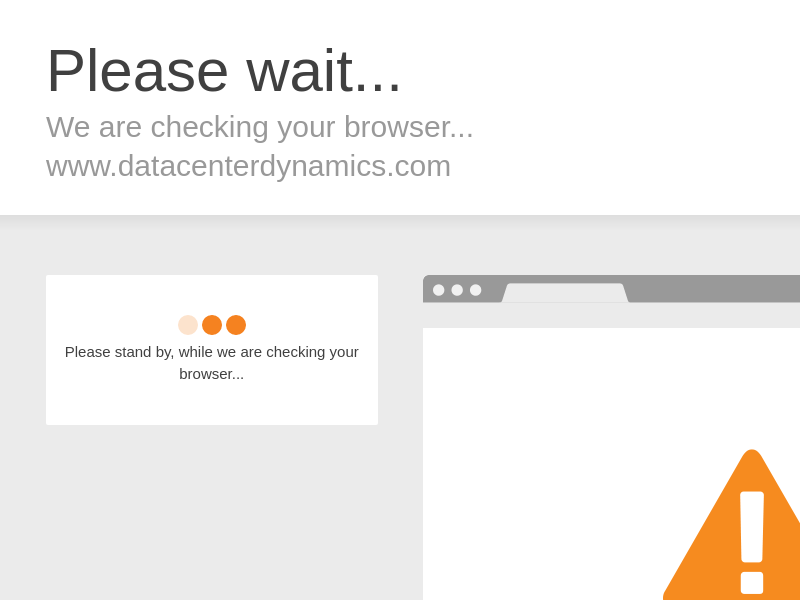 Please wait...
We are checking your browser...
www.datacenterdynamics.com
Please stand by, while we are checking your
browser...